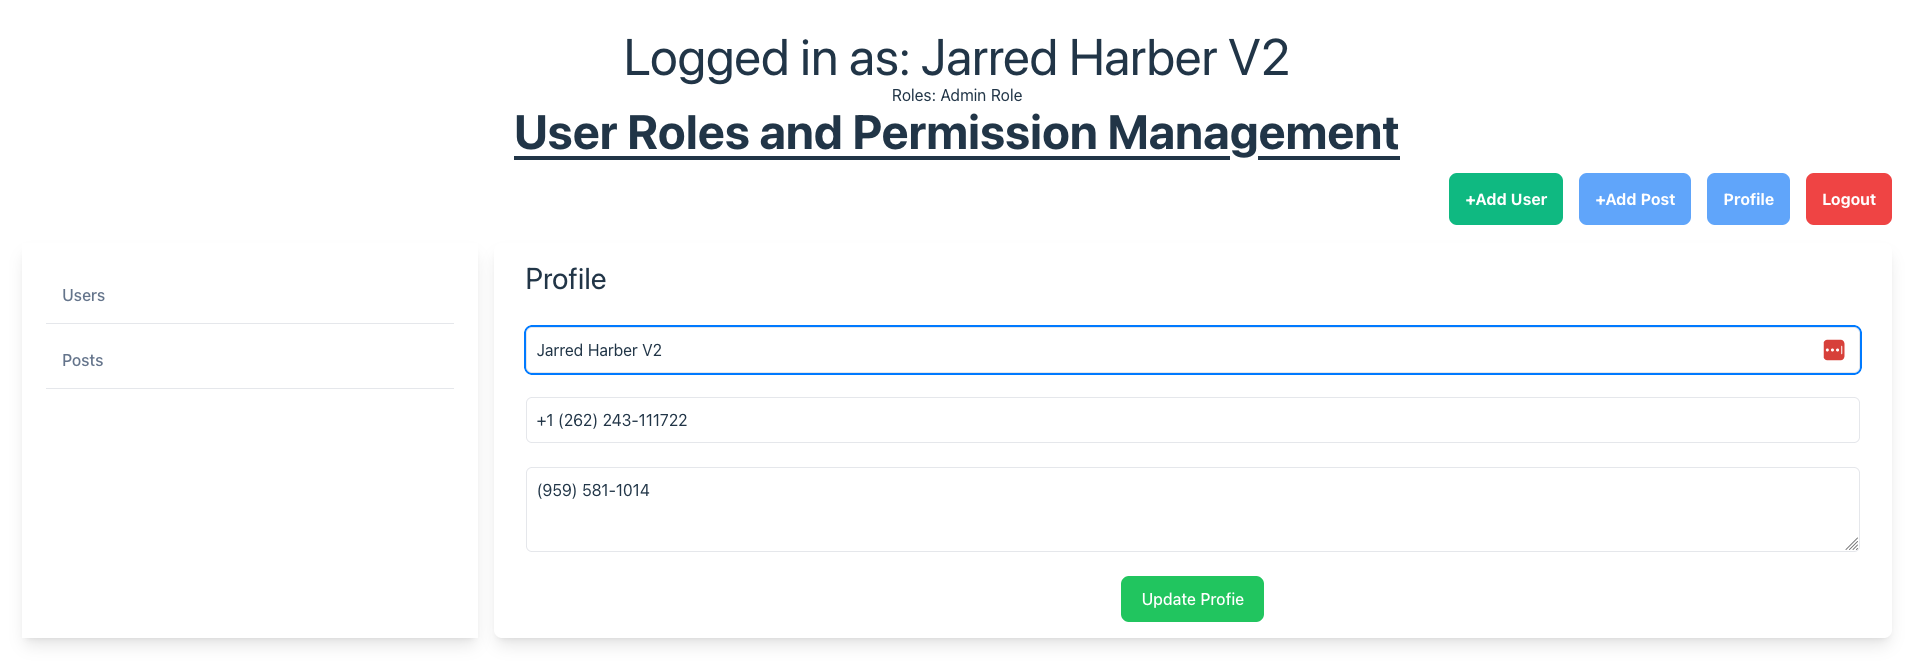 Logged in as: Jarred Harber V2
Roles: Admin Role
User Roles and Permission Management
+Add User
+Add Post
Profile
Logout
Users
Posts
Profile
Jarred Harber V2
+1 (262) 243-111722
(959) 581-1014
Update Profie